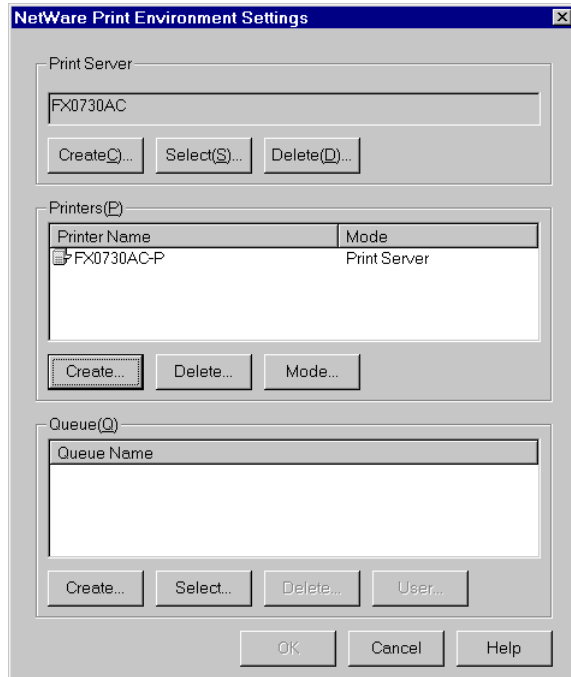 NetWare Print Environment Settings
Print Server
FX0730AC
CreateC)... Select(S)... Delete(D)...
Printers(P)
Printer Name Mode
FX0730AC-P Print Server
Create... Delete... Mode...
Queue(Q)
Queue Name
Create... Select... Delete... User...
OK Cancel Help